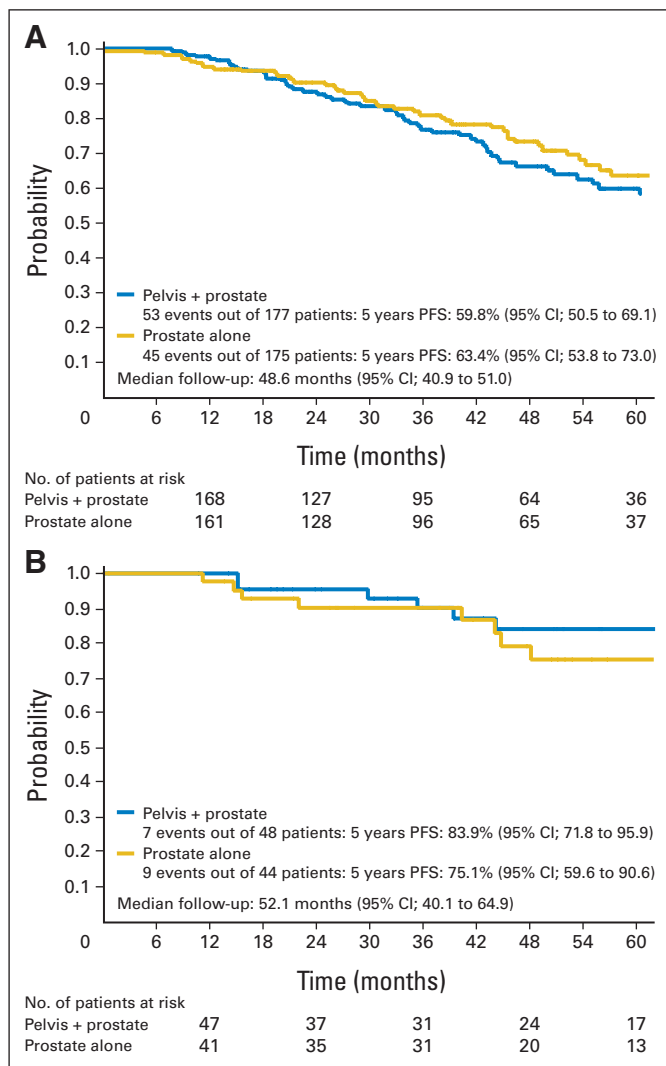 A
1.0
0.9
0.8
0.7
0.6
0.5
0.4
0.3
0.2
0.1
Probability
Pelvis + prostate
53 events out of 177 patients: 5 years PFS: 59.8% (95% CI; 50.5 to 69.1)
Prostate alone
45 events out of 175 patients: 5 years PFS: 63.4% (95% CI; 53.8 to 73.0)
Median follow-up: 48.6 months (95% CI; 40.9 to 51.0)
0 6 12 18 24 30 36 42 48 54 60
Time (months)
No. of patients at risk
Pelvis + prostate 168 127 95 64 36
Prostate alone 161 128 96 65 37
B
1.0
0.9
0.8
0.7
0.6
0.5
0.4
0.3
0.2
0.1
Probability
Pelvis + prostate
7 events out of 48 patients: 5 years PFS: 83.9% (95% CI; 71.8 to 95.9)
Prostate alone
9 events out of 44 patients: 5 years PFS: 75.1% (95% CI; 59.6 to 90.6)
Median follow-up: 52.1 months (95% CI; 40.1 to 64.9)
0 6 12 18 24 30 36 42 48 54 60
Time (months)
No. of patients at risk
Pelvis + prostate 47 37 31 24 17
Prostate alone 41 35 31 20 13